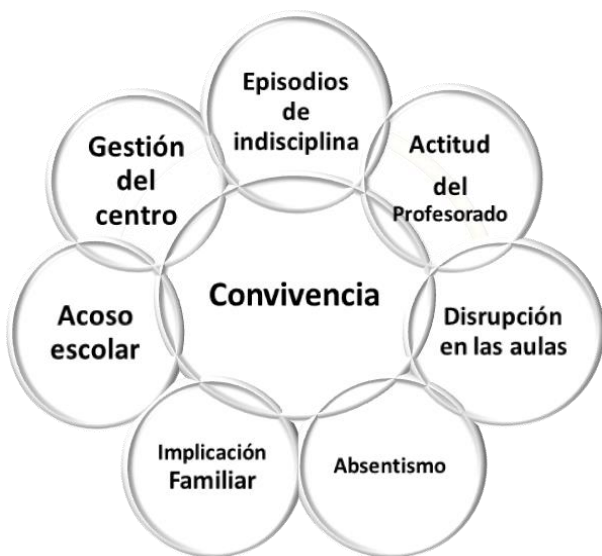 Episodios
de
indisciplina
Actitud
del
Profesorado
Disrupción
en las aulas
Absentismo
Implicación
Familiar
Acoso
escolar
Gestión
del
centro
Convivencia